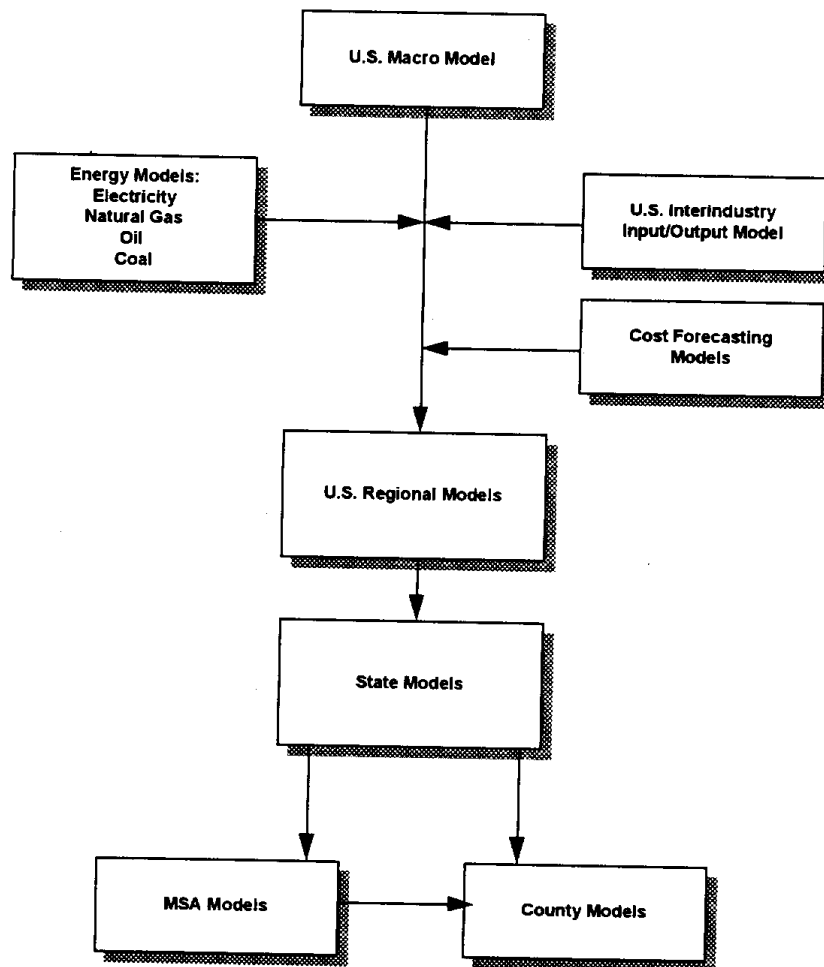 U.S. Macro Model
Energy Models:
Electricity
Natural Gas
Oil
Coal
U.S. Interindustry
Input/Output Model
Cost Forecasting
Models
U.S. Regional Models
State Models
MSA Models
County Models